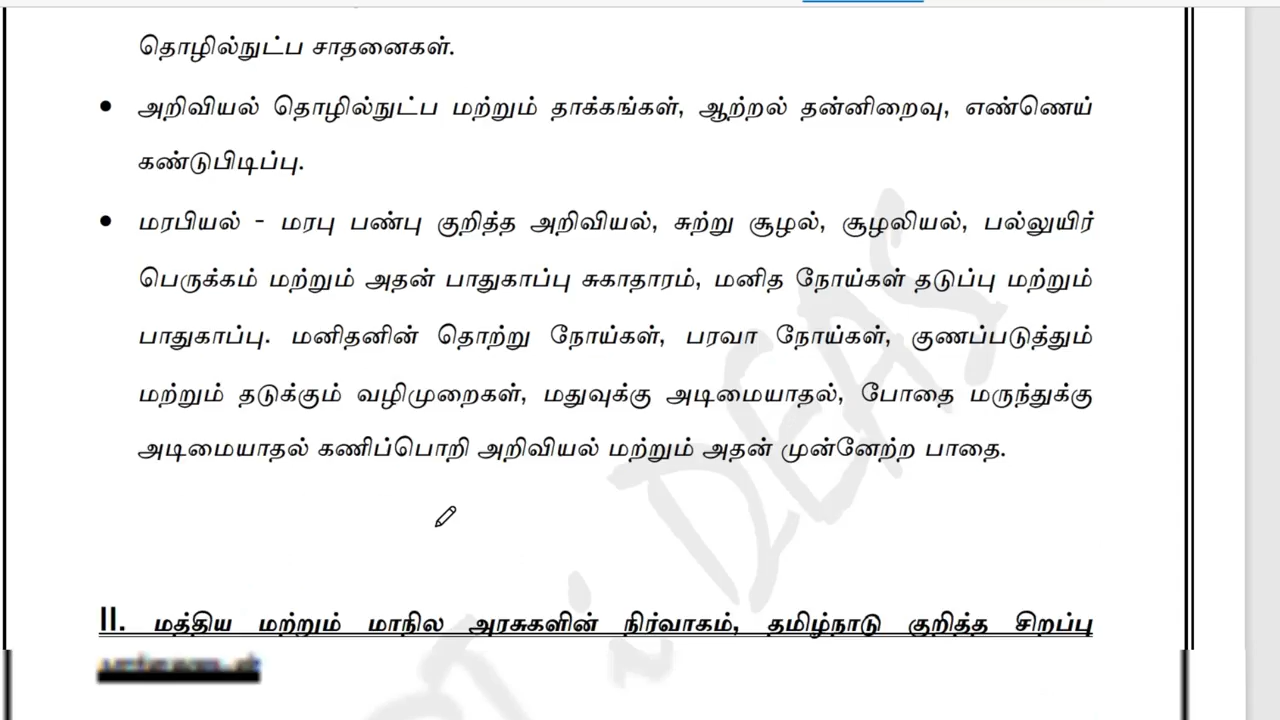 தொழில்நுட்ப சாதனைகள்.
• அறிவியல் தொழில்நுட்ப மற்றும் தாக்கங்கள், ஆற்றல் தன்னிறைவு, எண்ணெய்
கண்டுபிடிப்பு.
• மரபியல் - மரபு பண்பு குறித்த அறிவியல், சுற்று சூழல், சூழலியல், பல்லுயிர்
பெருக்கம் மற்றும் அதன் பாதுகாப்பு சுகாதாரம், மனித நோய்கள் தடுப்பு மற்றும்
பாதுகாப்பு. மனிதனின் தொற்று நோய்கள், பரவா நோய்கள், குணப்படுத்தும்
மற்றும் தடுக்கும் வழிமுறைகள், மதுவுக்கு அடிமையாதல், போதை மருந்துக்கு
அடிமையாதல் கணிப்பொறி அறிவியல் மற்றும் அதன் முன்னேற்ற பாதை.
II. மத்திய மற்றும் மாநில அரசுகளின் நிர்வாகம், தமிழ்நாடு குறித்த சிறப்பு